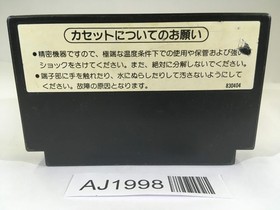 カセットについてのお願い
●精密機器ですので、極端な温度条件下での使用や保管および強い
ショックをさけてください。また、絶対に分解しないでください。
●端子部に手を触れたり、水にぬらしたりして汚さないようにして
ください。故障の原因となります。
830404
AJ1998